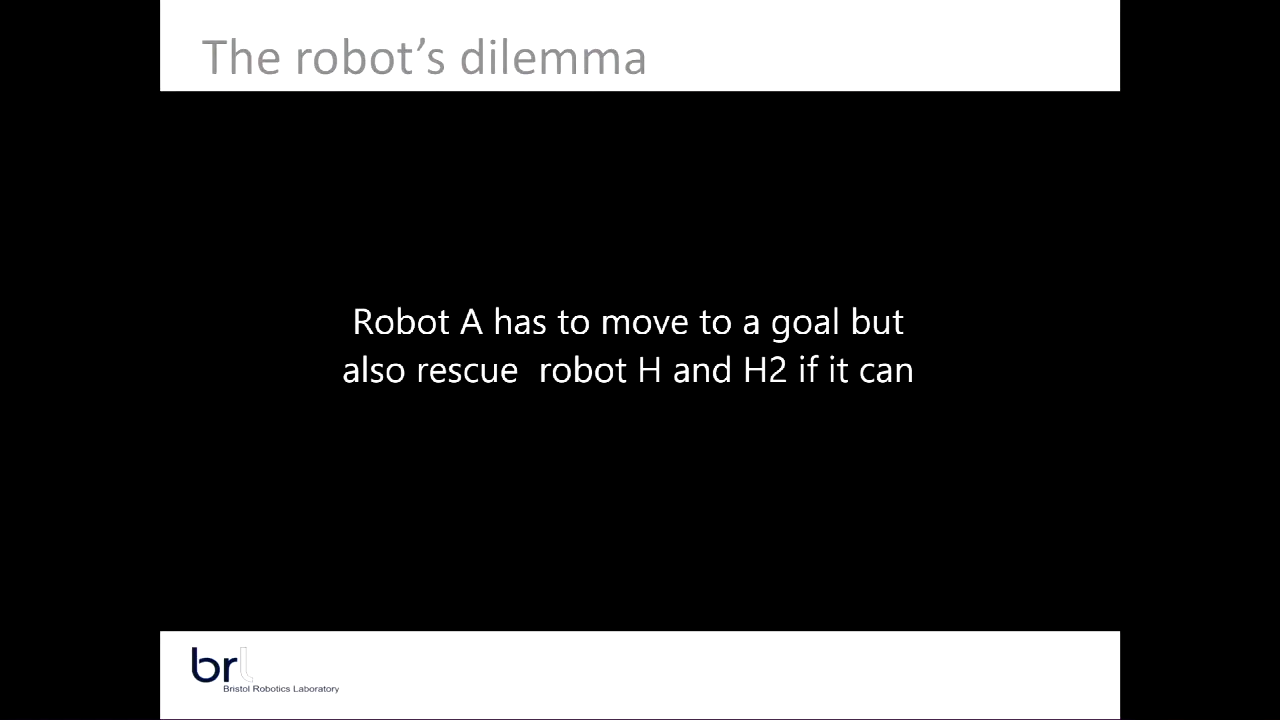 The robot’s dilemma
Robot A has to move to a goal but
also rescue  robot H and H2 if it can
brl
Bristol Robotics Laboratory